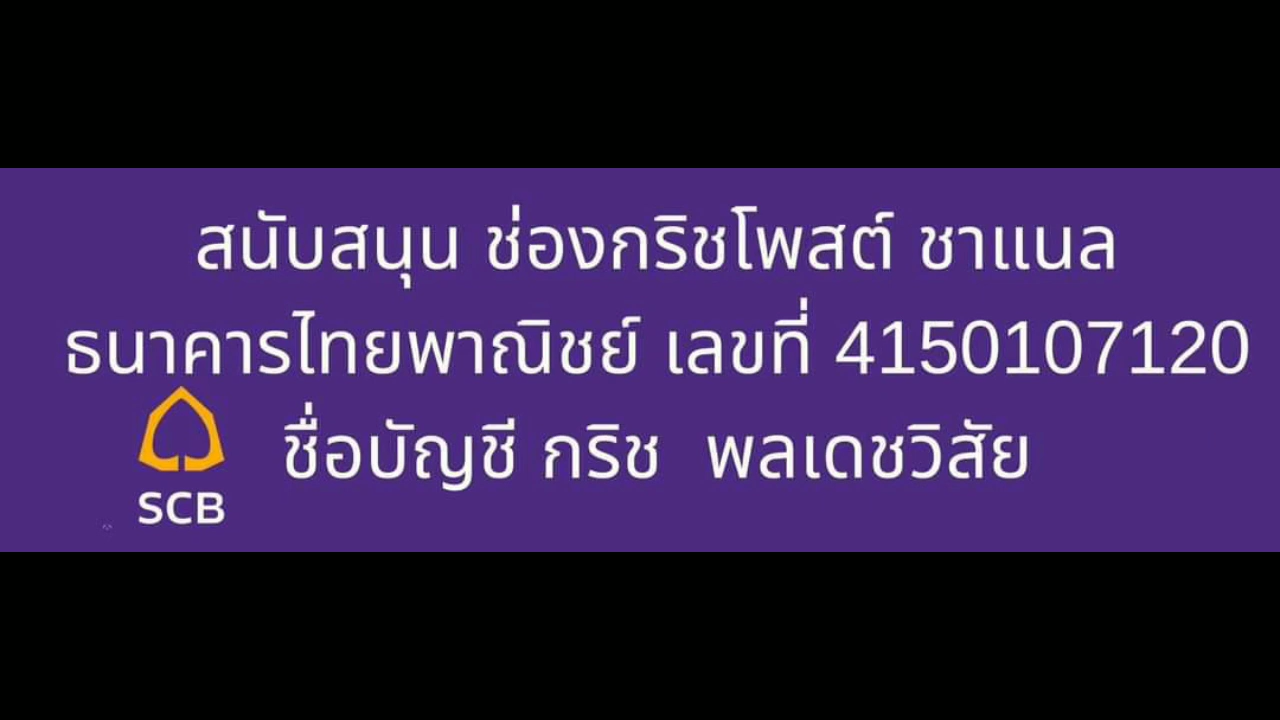 สนับสนุน ช่องกริชโพสต์ ชาแนล
ธนาคารไทยพาณิชย์ เลขที่ 4150107120
ชื่อบัญชี กริช พลเดชวิสัย
SCB